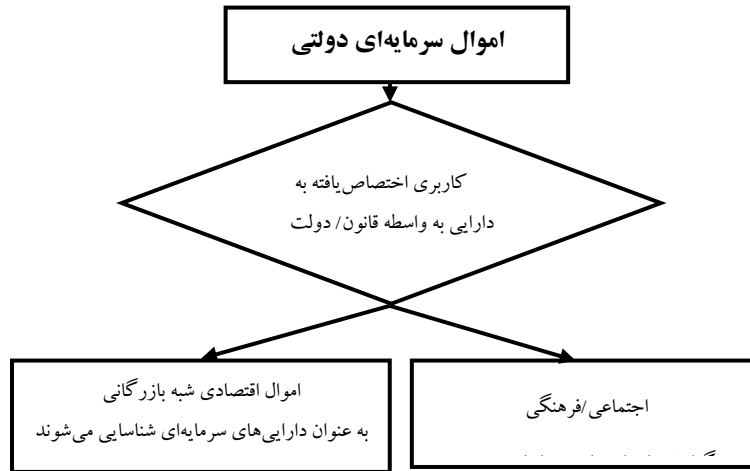 اموال سرمایه‌ای دولتی
کاربری اختصاص‌یافته به
دارایی به واسطه قانون/ دولت
اجتماعی/فرهنگی
اموال اقتصادی شبه بازرگانی
به عنوان دارایی‌های سرمایه‌ای شناسایی می‌شوند